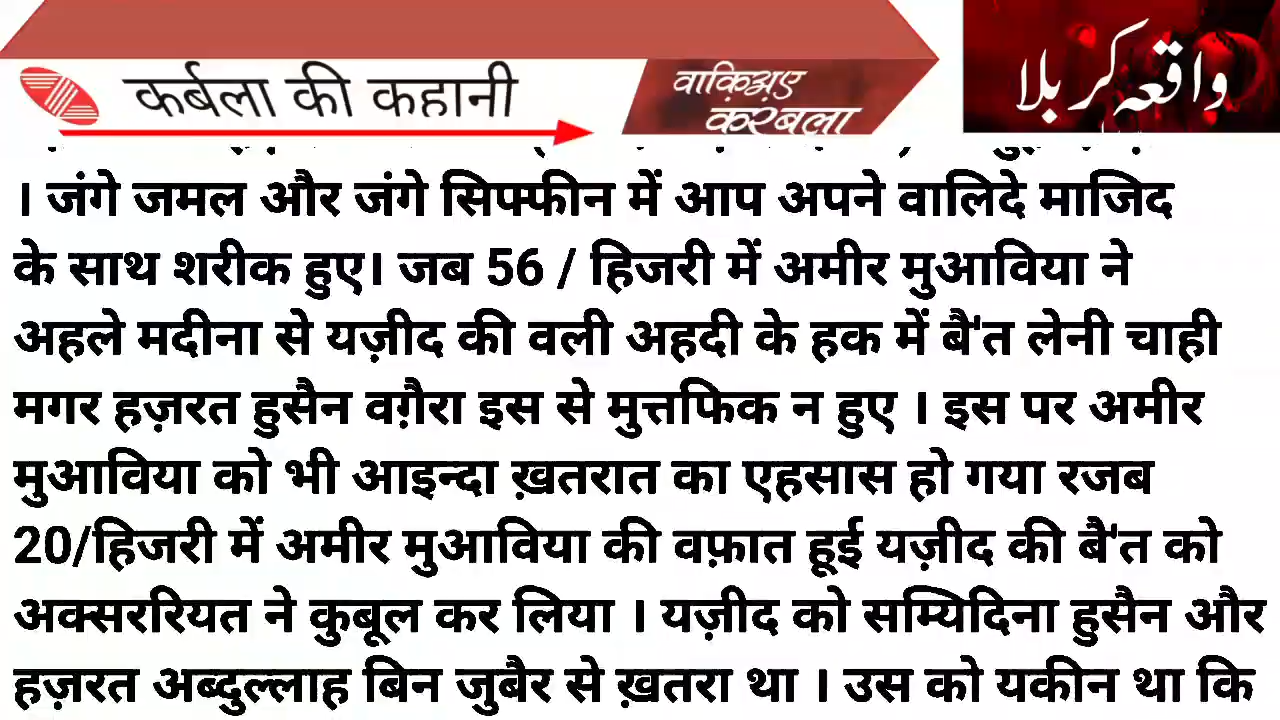 कर्बला की कहानी
वाक़िअ़ए
करबला
واقعہ کربلا
। जंगे जमल और जंगे सिफ्फीन में आप अपने वालिदे माजिद
के साथ शरीक हुए। जब 56 / हिजरी में अमीर मुआविया ने
अहले मदीना से यज़ीद की वली अहदी के हक में बै'त लेनी चाही
मगर हज़रत हुसैन वग़ैरा इस से मुत्तफिक न हुए । इस पर अमीर
मुआविया को भी आइन्दा ख़तरात का एहसास हो गया रजब
20/हिजरी में अमीर मुआविया की वफ़ात हूई यज़ीद की बै'त को
अक्सररियत ने कुबूल कर लिया । यज़ीद को सम्यिदिना हुसैन और
हज़रत अब्दुल्लाह बिन जुबैर से ख़तरा था । उस को यकीन था कि